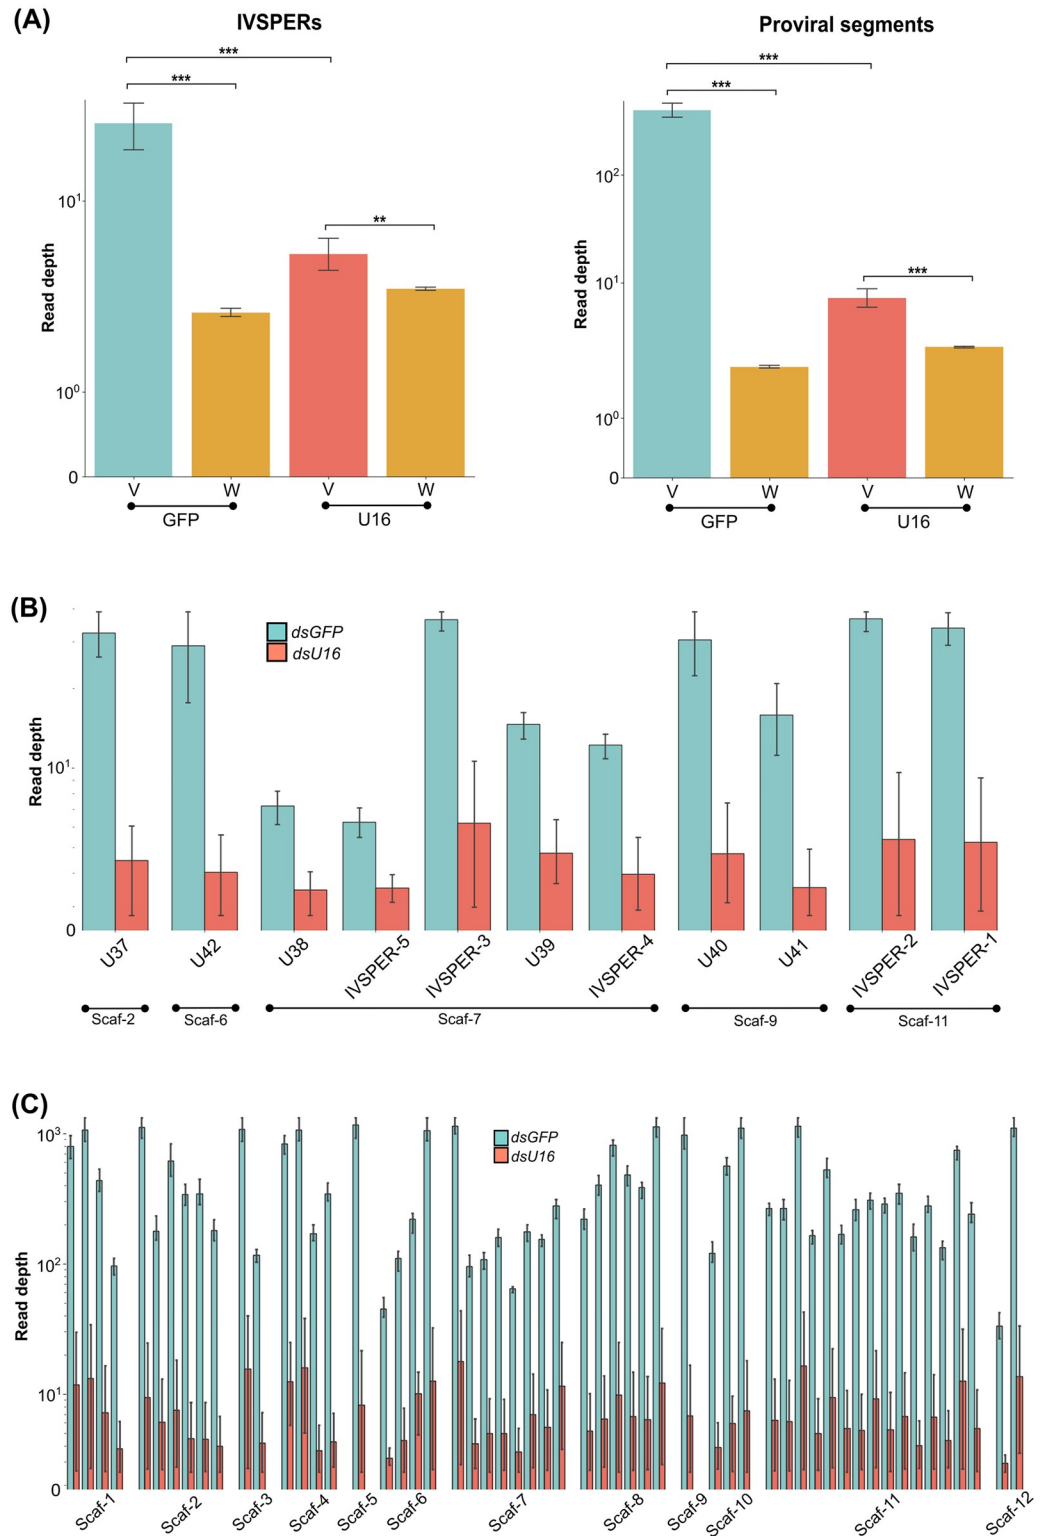 (A)
IVSPERs
Proviral segments
***
***
**
***
***
***
Read depth
10¹
10⁰
0
Read depth
10²
10¹
10⁰
0
V W V W
GFP U16
V W V W
GFP U16
(B)
dsGFP
dsU16
Read depth
10¹
0
U37 U42 U38 IVSPER-5 IVSPER-3 U39 IVSPER-4 U40 U41 IVSPER-2 IVSPER-1
Scaf-2 Scaf-6 Scaf-7 Scaf-9 Scaf-11
(C)
dsGFP
dsU16
Read depth
10³
10²
10¹
0
Scaf-1 Scaf-2 Scaf-3 Scaf-4 Scaf-5 Scaf-6 Scaf-7 Scaf-8 Scaf-9 Scaf-10 Scaf-11 Scaf-12